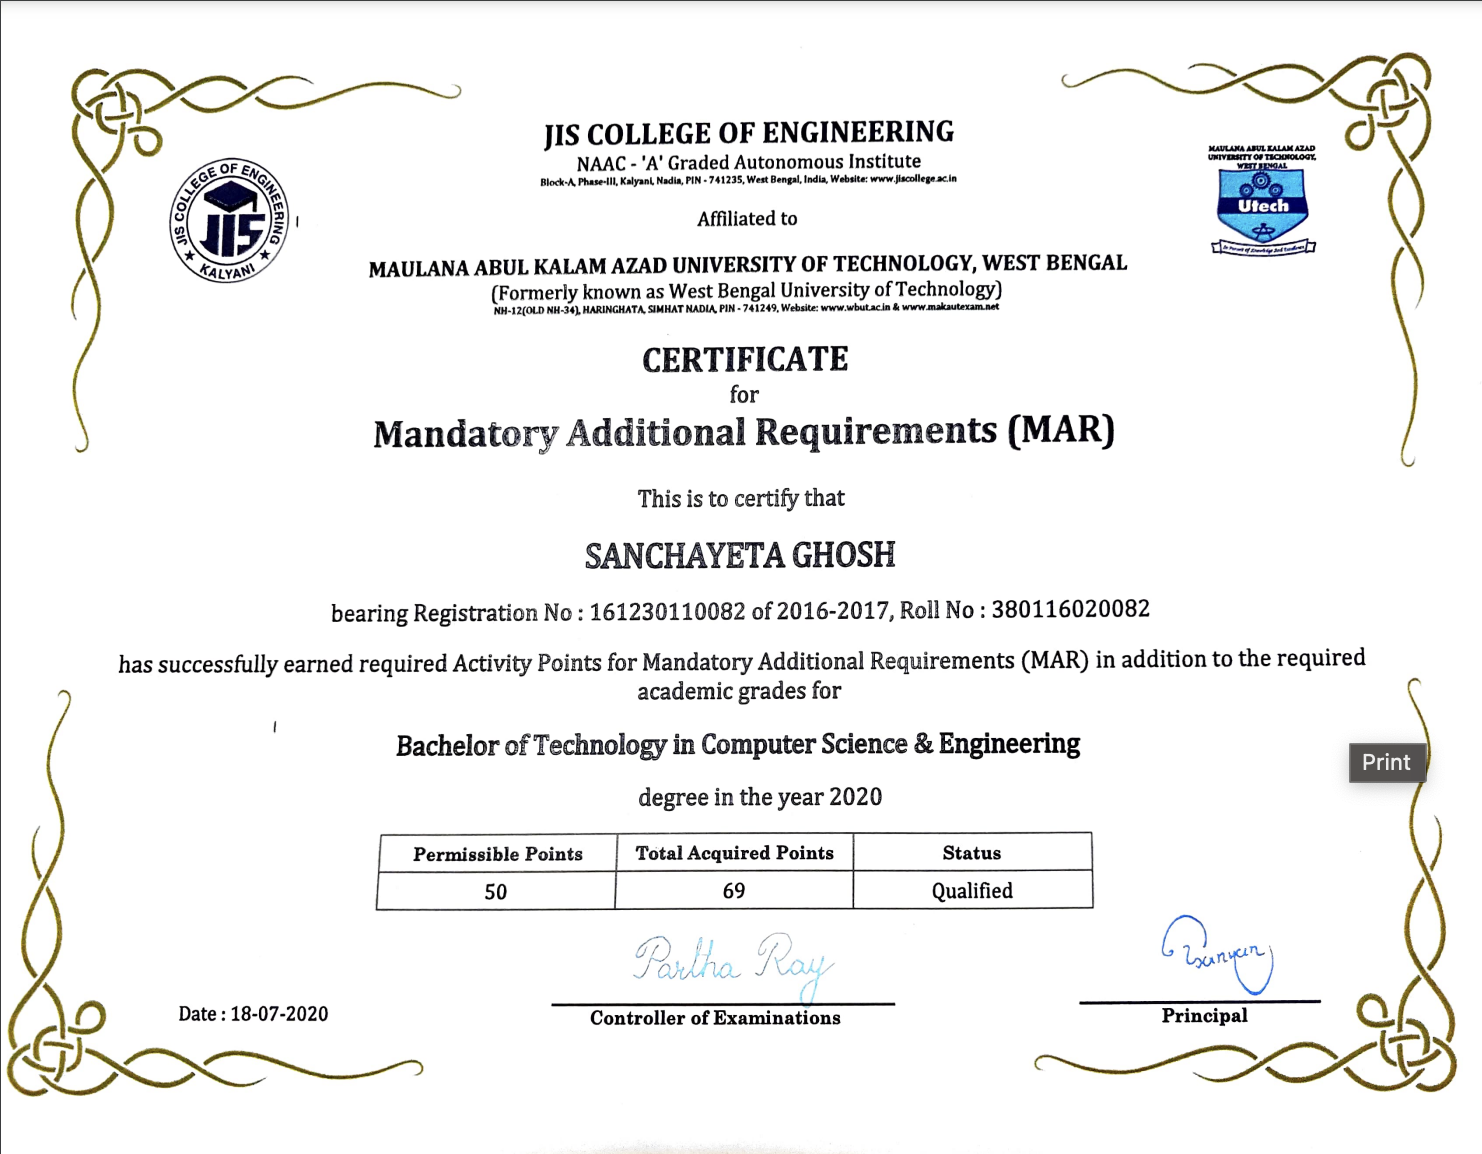 JIS COLLEGE OF ENGINEERING
NAAC - 'A' Graded Autonomous Institute
Block-A, Phase-III, Kalyani, Nadia, PIN - 741235, West Bengal, India, Website: www.jiscollege.ac.in
JIS COLLEGE OF ENGINEERING
JIS
★ KALYANI ★
MAULANA ABUL KALAM AZAD
UNIVERSITY OF TECHNOLOGY,
WEST BENGAL
Utech
In Pursuit of Knowledge And Excellence
Affiliated to
MAULANA ABUL KALAM AZAD UNIVERSITY OF TECHNOLOGY, WEST BENGAL
(Formerly known as West Bengal University of Technology)
NH-12(OLD NH-34), HARINGHATA, SIMHAT NADIA, PIN - 741249, Website: www.wbut.ac.in & www.makautexam.net
CERTIFICATE
for
Mandatory Additional Requirements (MAR)
This is to certify that
SANCHAYETA GHOSH
bearing Registration No : 161230110082 of 2016-2017, Roll No : 380116020082
has successfully earned required Activity Points for Mandatory Additional Requirements (MAR) in addition to the required
academic grades for
Bachelor of Technology in Computer Science & Engineering
Print
degree in the year 2020
Permissible Points Total Acquired Points Status
50 69 Qualified
Partha Ray
Date : 18-07-2020
Controller of Examinations
Principal